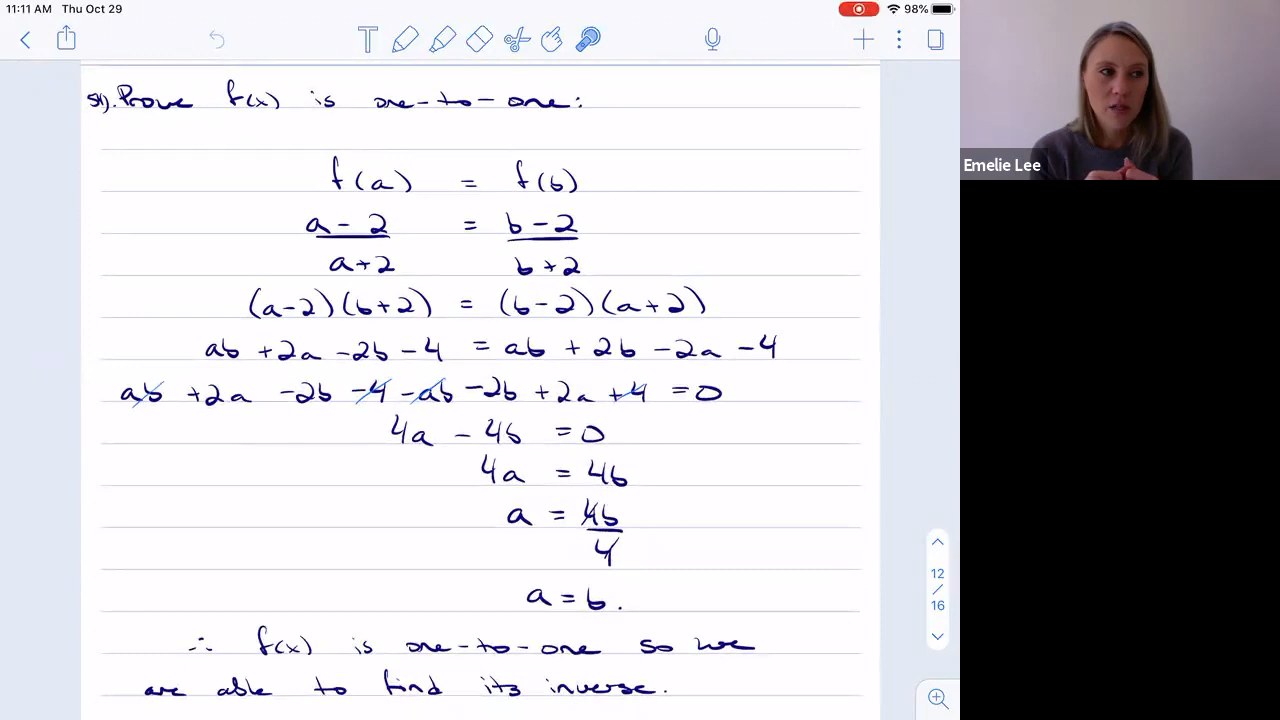 11:11 AM Thu Oct 29
98%
Prove f(x) is one-to-one:
f(a) = f(b)
a - 2 = b - 2
a + 2 b + 2
(a-2)(b+2) = (b-2)(a+2)
ab + 2a - 2b - 4 = ab + 2b - 2a - 4
ab + 2a - 2b - 4 - ab - 2b + 2a + 4 = 0
4a - 4b = 0
4a = 4b
a = 4b
4
a = b.
∴ f(x) is one-to-one so we
are able to find its inverse.
12
/
16
Emelie Lee